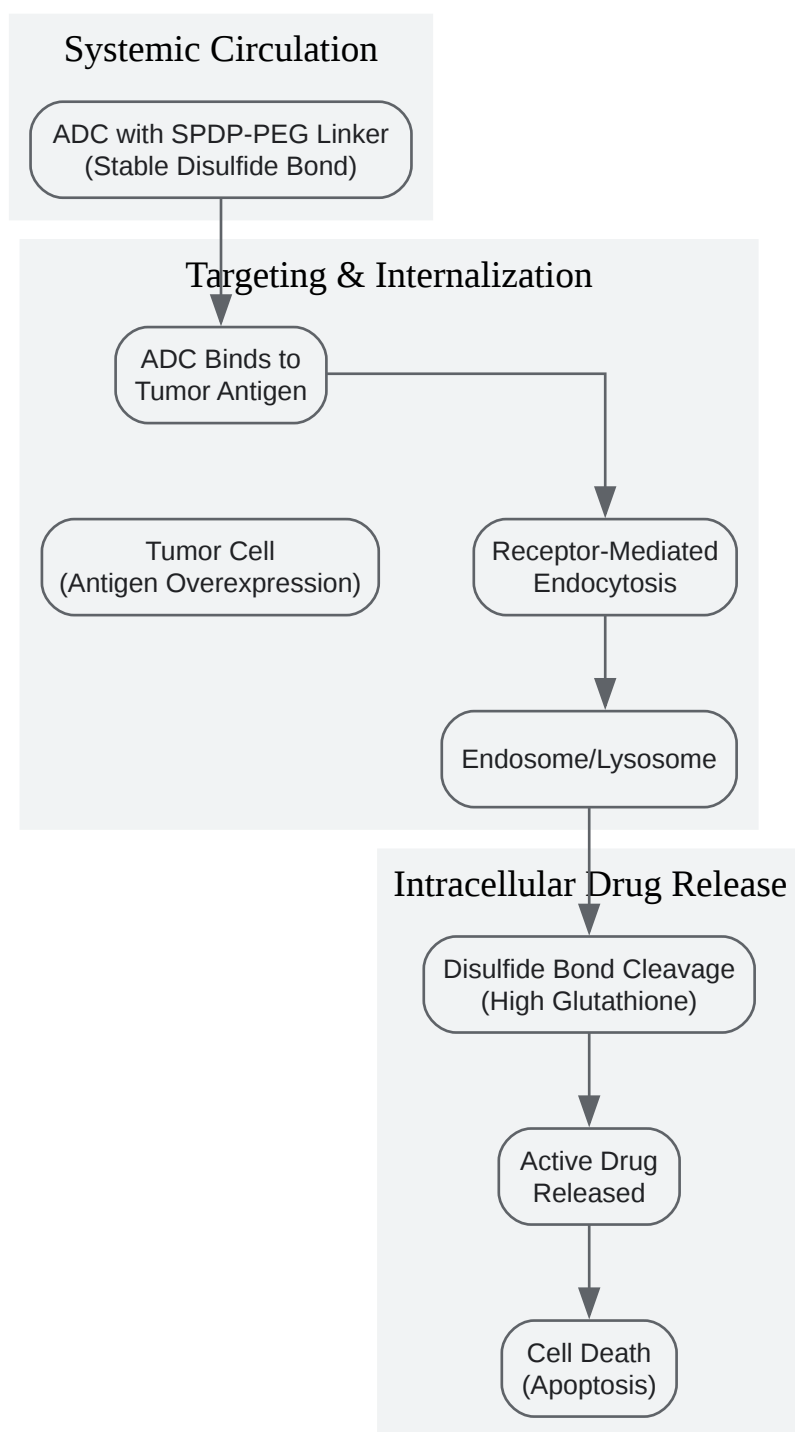 Systemic Circulation
ADC with SPDP-PEG Linker
(Stable Disulfide Bond)
Targeting & Internalization
ADC Binds to
Tumor Antigen
Tumor Cell
(Antigen Overexpression)
Receptor-Mediated
Endocytosis
Endosome/Lysosome
Intracellular Drug Release
Disulfide Bond Cleavage
(High Glutathione)
Active Drug
Released
Cell Death
(Apoptosis)